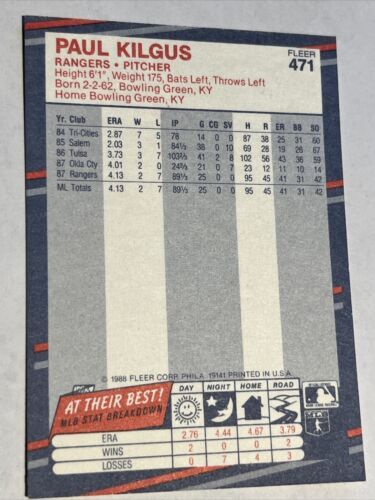 PAUL KILGUS
FLEER
471
RANGERS • PITCHER
Height 6'1", Weight 175, Bats Left, Throws Left
Born 2-2-62, Bowling Green, KY
Home Bowling Green, KY
Yr. Club ERA W L IP G CG SV H R ER BB SO
84 Tri-Cities 2.87 7 5 78 14 0 0 87 39 25 31 60
85 Salem 2.03 3 1 84⅓ 38 0 10 69 28 19 26 67
86 Tulsa 3.73 3 7 103⅔ 41 2 8 102 56 43 36 59
87 Okla Cty 4.01 2 0 24⅔ 21 0 7 23 12 11 10 14
87 Rangers 4.13 2 7 89⅓ 25 0 0 95 45 41 31 42
ML Totals 4.13 2 7 89⅓ 25 0 0 95 45 41 31 42
© 1988 FLEER CORP. PHILA. 19141 PRINTED IN U.S.A.
AT THEIR BEST!
MLB STAT BREAKDOWN
DAY NIGHT HOME ROAD
ERA 2.76 4.44 4.67 3.79
WINS 2 0 0 2
LOSSES 0 7 4 3